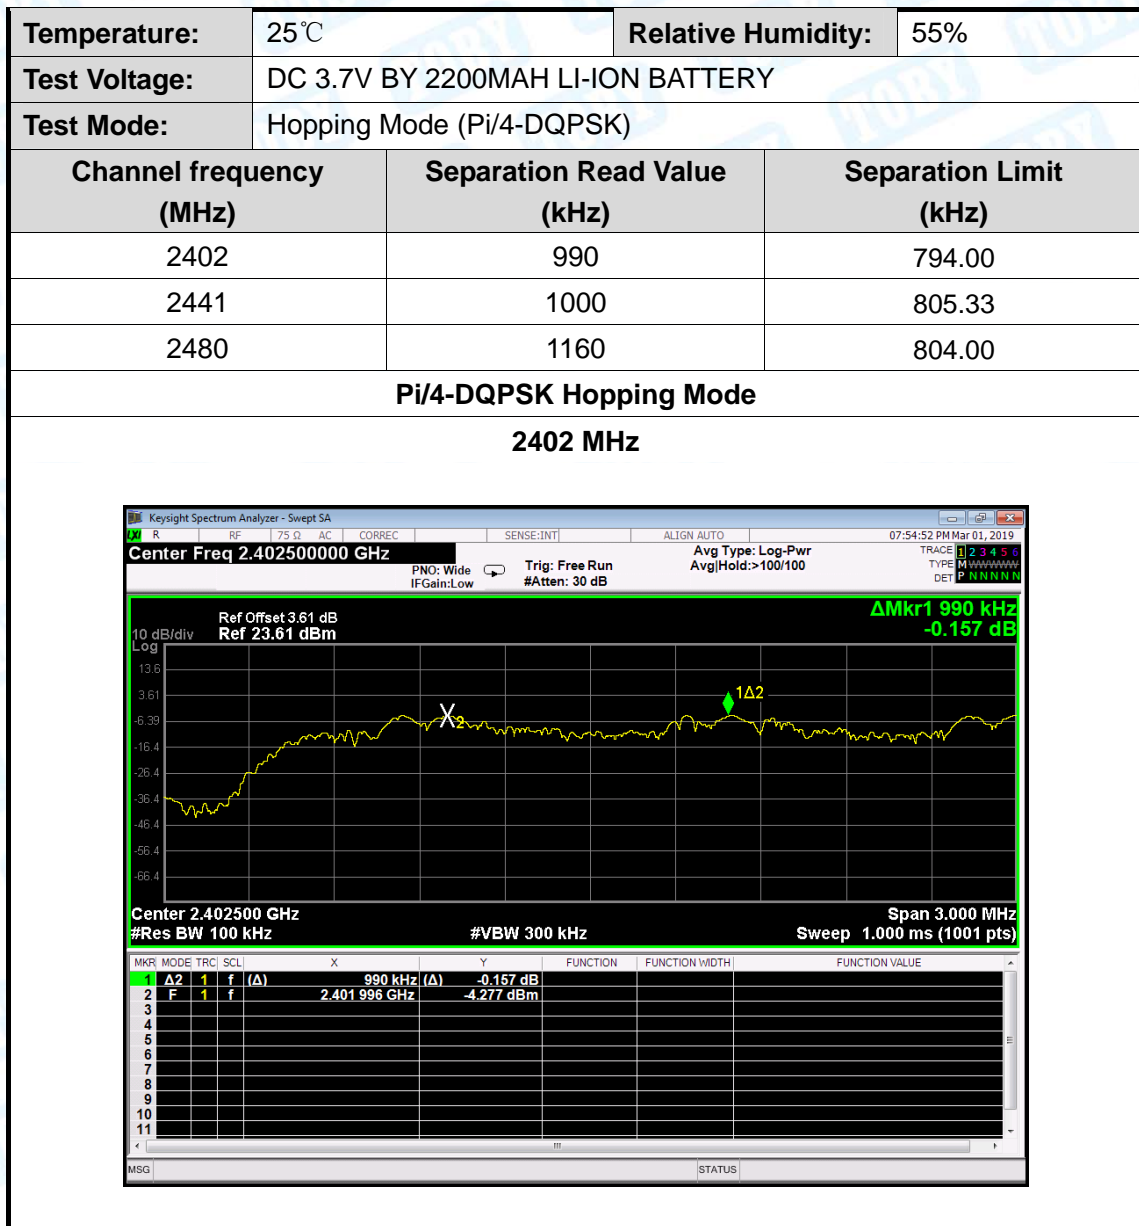 Temperature: 25℃ Relative Humidity: 55%
Test Voltage: DC 3.7V BY 2200MAH LI-ION BATTERY
Test Mode: Hopping Mode (Pi/4-DQPSK)
Channel frequency Separation Read Value Separation Limit
(MHz) (kHz) (kHz)
2402 990 794.00
2441 1000 805.33
2480 1160 804.00
Pi/4-DQPSK Hopping Mode
2402 MHz
Keysight Spectrum Analyzer - Swept SA
LXI R RF 75 Ω AC CORREC SENSE:INT ALIGN AUTO 07:54:52 PM Mar 01, 2019
Center Freq 2.402500000 GHz Avg Type: Log-Pwr TRACE 1 2 3 4 5 6
PNO: Wide Trig: Free Run Avg|Hold:>100/100 TYPE M WWWWW
IFGain:Low #Atten: 30 dB DET P N N N N N
ΔMkr1 990 kHz
Ref Offset 3.61 dB
10 dB/div Ref 23.61 dBm -0.157 dB
Log
13.6
3.61
-6.39
-16.4
-26.4
-36.4
-46.4
-56.4
-66.4
1Δ2
2
Center 2.402500 GHz Span 3.000 MHz
#Res BW 100 kHz #VBW 300 kHz Sweep 1.000 ms (1001 pts)
MKR MODE TRC SCL X Y FUNCTION FUNCTION WIDTH FUNCTION VALUE
1 Δ2 1 f (Δ) 990 kHz (Δ) -0.157 dB
2 F 1 f 2.401 996 GHz -4.277 dBm
3
4
5
6
7
8
9
10
11
MSG STATUS
TOBY